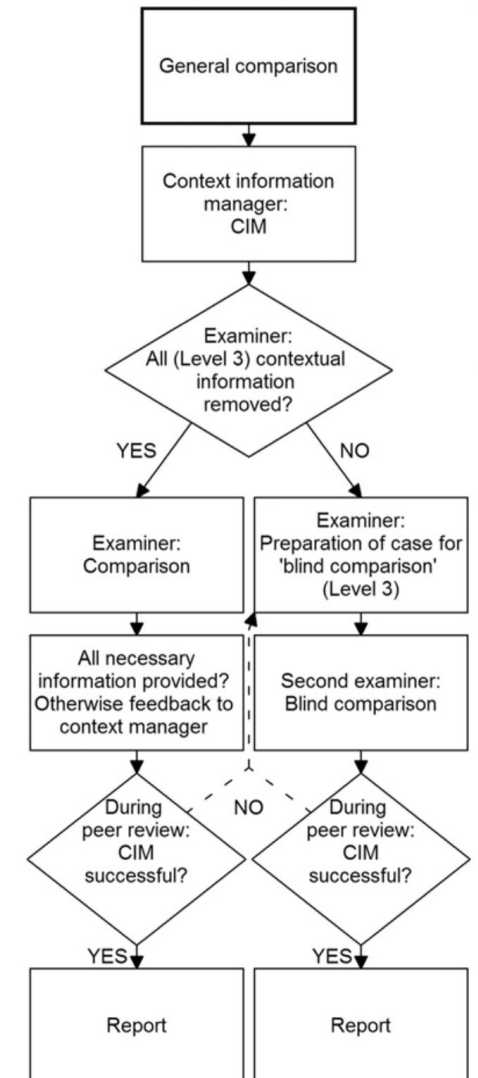 General comparison
Context information
manager:
CIM
Examiner:
All (Level 3) contextual
information
removed?
YES
NO
Examiner:
Comparison
Examiner:
Preparation of case for
'blind comparison'
(Level 3)
All necessary
information provided?
Otherwise feedback to
context manager
Second examiner:
Blind comparison
During
peer review:
CIM
successful?
NO
During
peer review:
CIM
successful?
YES
YES
Report
Report